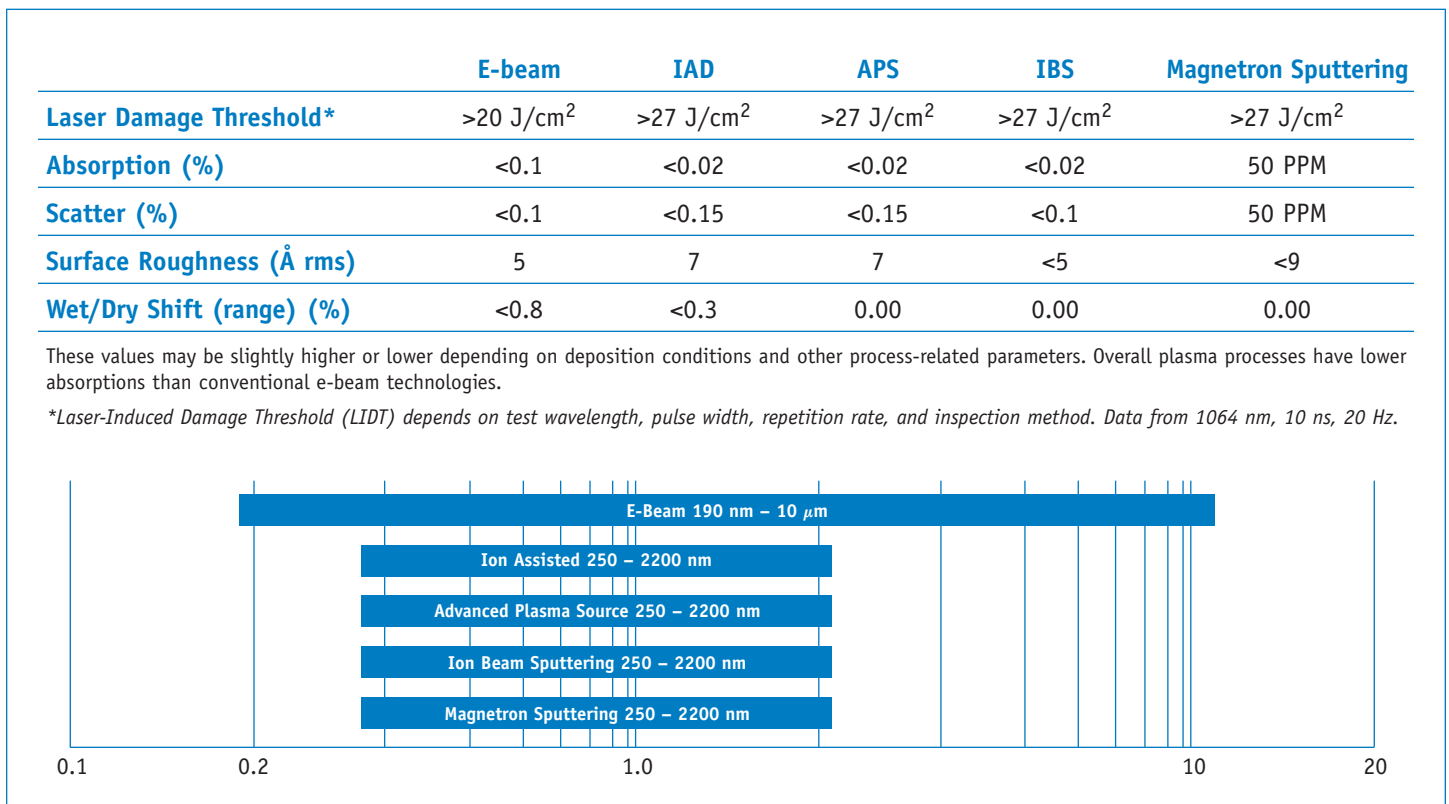 E-beam IAD APS IBS Magnetron Sputtering
Laser Damage Threshold* >20 J/cm² >27 J/cm² >27 J/cm² >27 J/cm² >27 J/cm²
Absorption (%) <0.1 <0.02 <0.02 <0.02 50 PPM
Scatter (%) <0.1 <0.15 <0.15 <0.1 50 PPM
Surface Roughness (Å rms) 5 7 7 <5 <9
Wet/Dry Shift (range) (%) <0.8 <0.3 0.00 0.00 0.00
These values may be slightly higher or lower depending on deposition conditions and other process-related parameters. Overall plasma processes have lower
absorptions than conventional e-beam technologies.
*Laser-Induced Damage Threshold (LIDT) depends on test wavelength, pulse width, repetition rate, and inspection method. Data from 1064 nm, 10 ns, 20 Hz.
E-Beam 190 nm – 10 μm
Ion Assisted 250 – 2200 nm
Advanced Plasma Source 250 – 2200 nm
Ion Beam Sputtering 250 – 2200 nm
Magnetron Sputtering 250 – 2200 nm
0.1 0.2 1.0 10 20